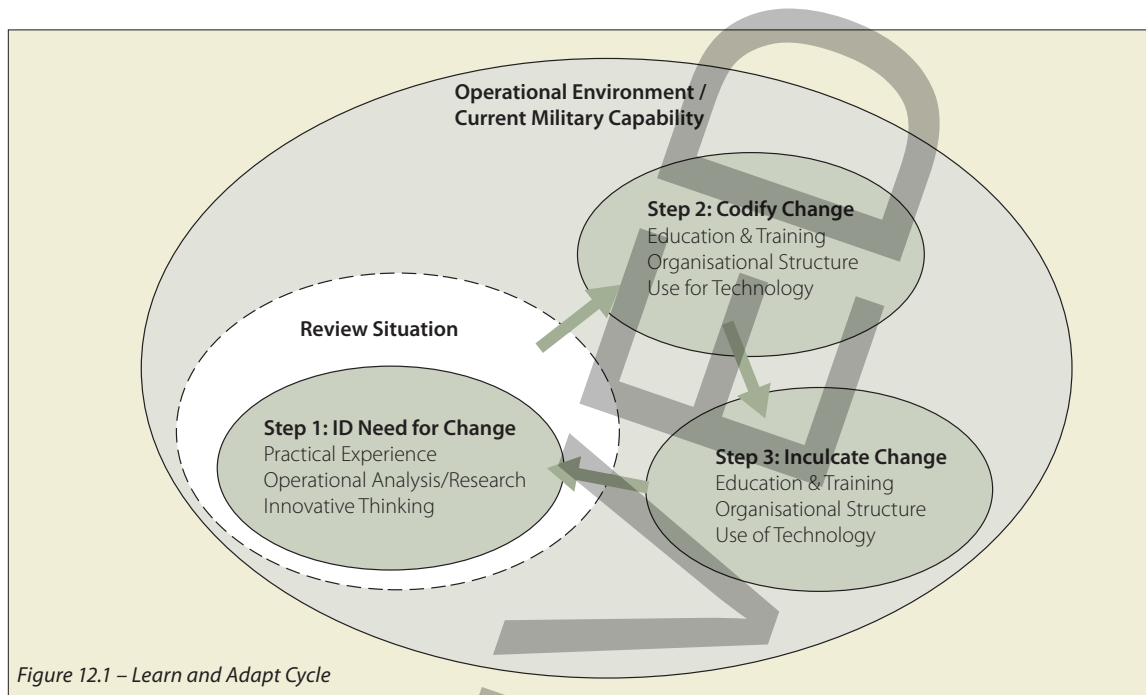 Operational Environment /
Current Military Capability
Step 2: Codify Change
Education & Training
Organisational Structure
Use for Technology
Review Situation
Step 1: ID Need for Change
Practical Experience
Operational Analysis/Research
Innovative Thinking
Step 3: Inculcate Change
Education & Training
Organisational Structure
Use of Technology
Figure 12.1 – Learn and Adapt Cycle